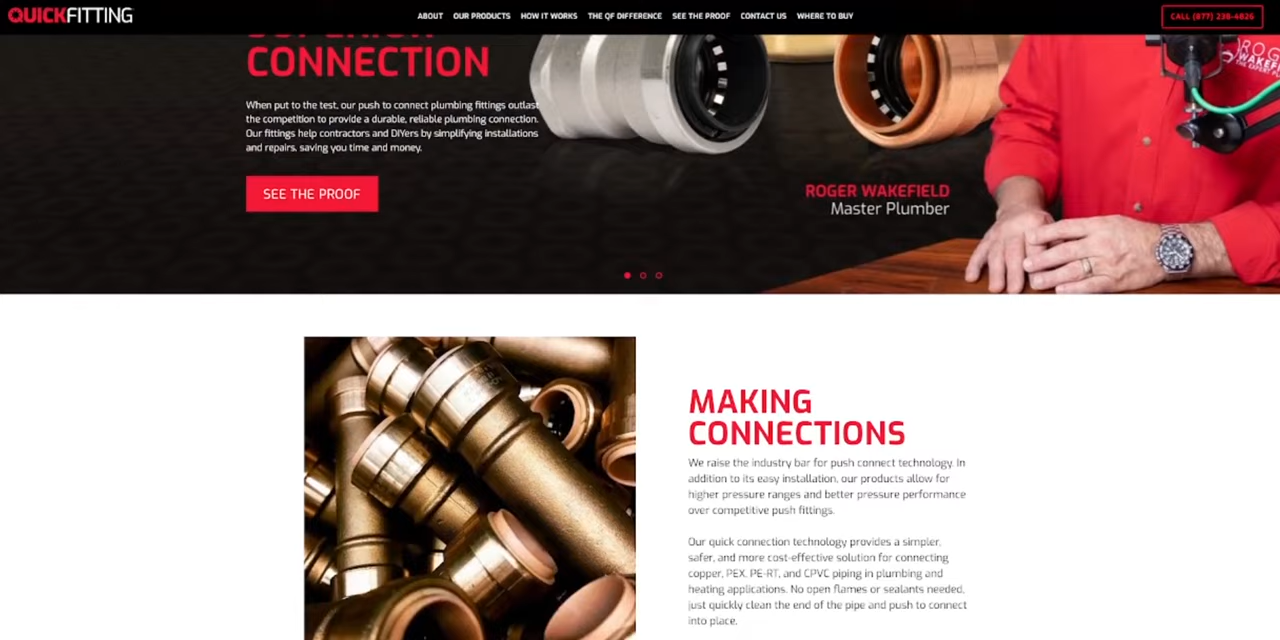 QUICKFITTING
ABOUT OUR PRODUCTS HOW IT WORKS THE QF DIFFERENCE SEE THE PROOF CONTACT US WHERE TO BUY
CALL (877) 238-4826
CONNECTION
When put to the test, our push to connect plumbing fittings outlast
the competition to provide a durable, reliable plumbing connection.
Our fittings help contractors and DIYers by simplifying installations
and repairs, saving you time and money.
SEE THE PROOF
ROGER WAKEFIELD
Master Plumber
MAKING
CONNECTIONS
We raise the industry bar for push connect technology. In
addition to its easy installation, our products allow for
higher pressure ranges and better pressure performance
over competitive push fittings.
Our quick connection technology provides a simpler,
safer, and more cost-effective solution for connecting
copper, PEX, PE-RT, and CPVC piping in plumbing and
heating applications. No open flames or sealants needed,
just quickly clean the end of the pipe and push to connect
into place.